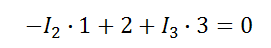 −I₂ · 1 + 2 + I₃ · 3 = 0